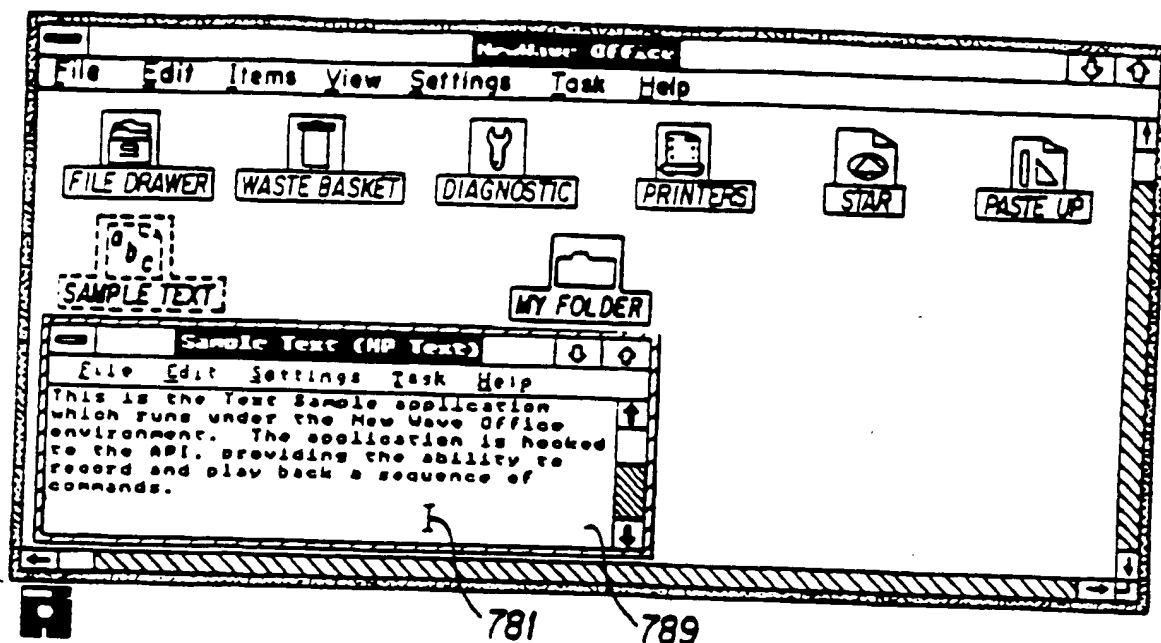 NewWave Office
File Edit Items View Settings Task Help
FILE DRAWER WASTE BASKET DIAGNOSTIC PRINTERS STAR PASTE UP
a b c
SAMPLE TEXT MY FOLDER
Sample Text (HP Text)
File Edit Settings Task Help
This is the Text Sample application
which runs under the New Wave Office
environment. The application is hooked
to the API, providing the ability to
record and play back a sequence of
commands.
781 789